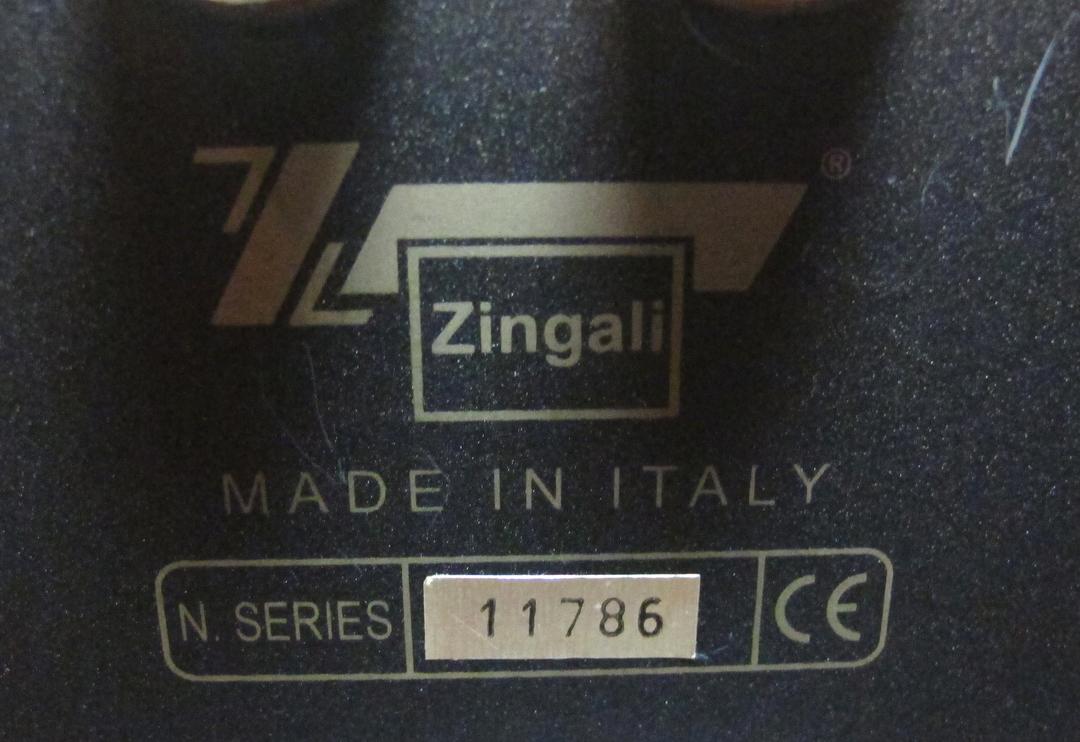 ®
Zingali
MADE IN ITALY
N. SERIES 11786 CE